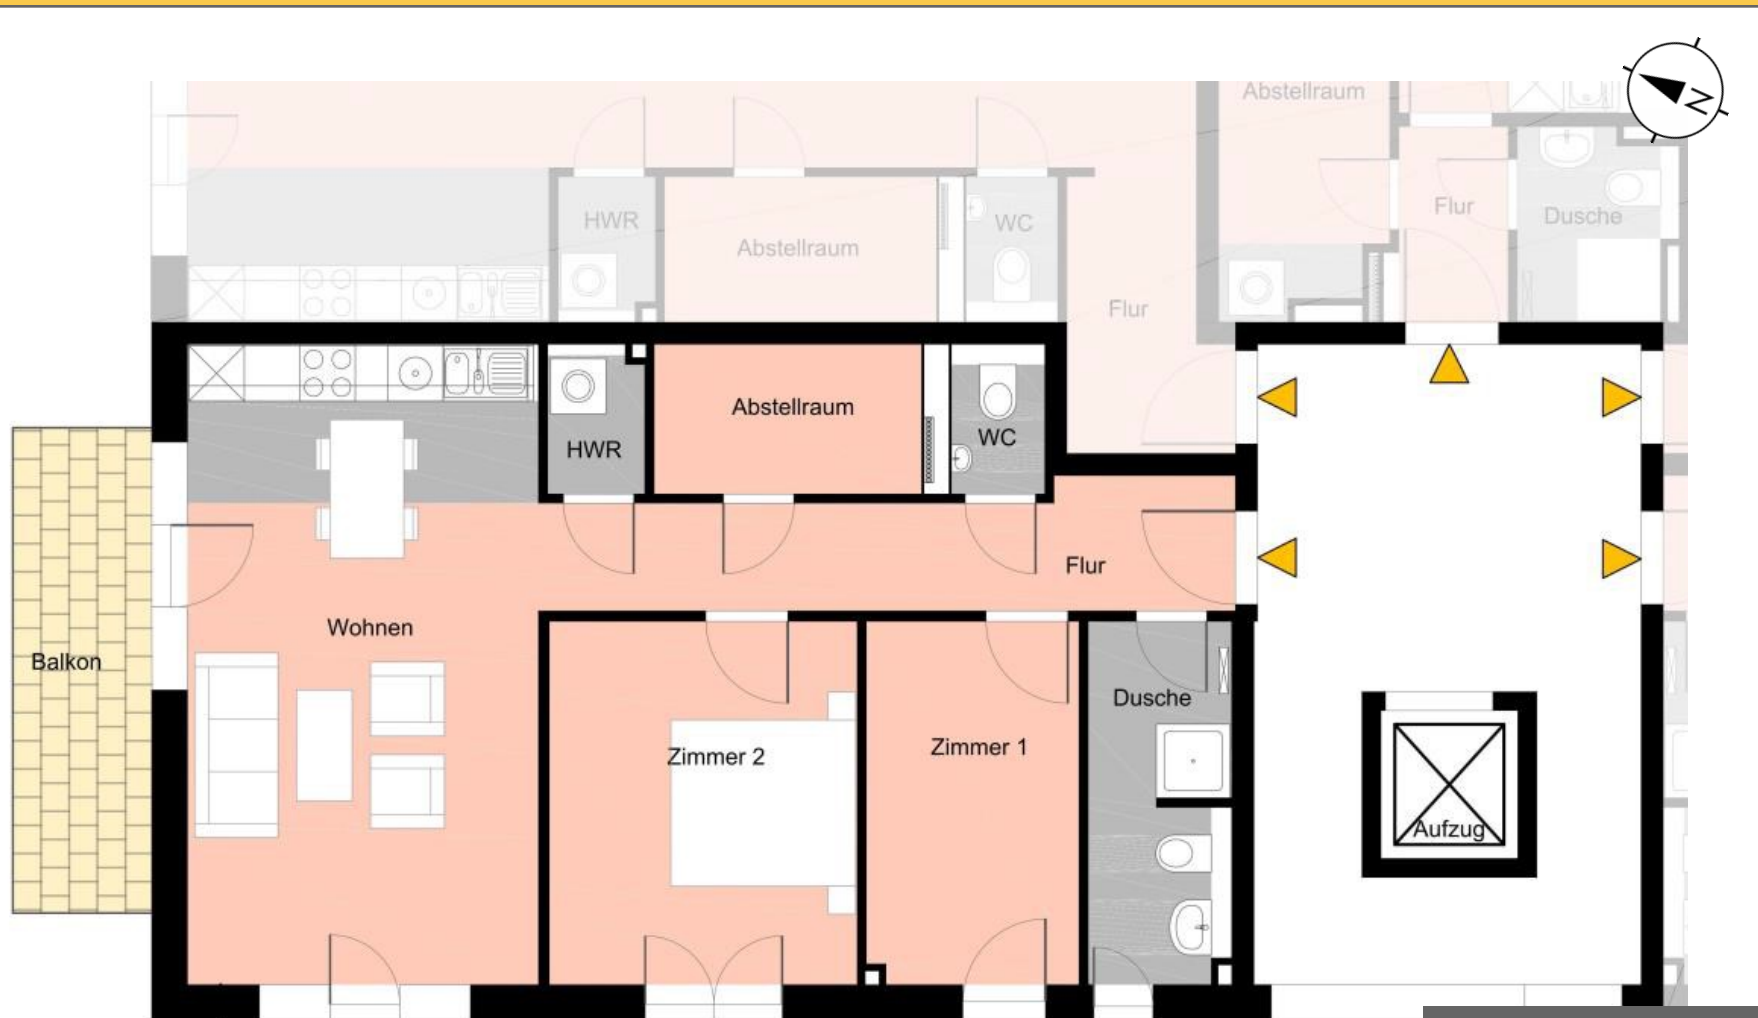 N
Abstellraum
HWR
Abstellraum
WC
Flur
Dusche
Flur
Abstellraum
HWR
WC
Flur
Wohnen
Balkon
Zimmer 2
Zimmer 1
Dusche
Aufzug